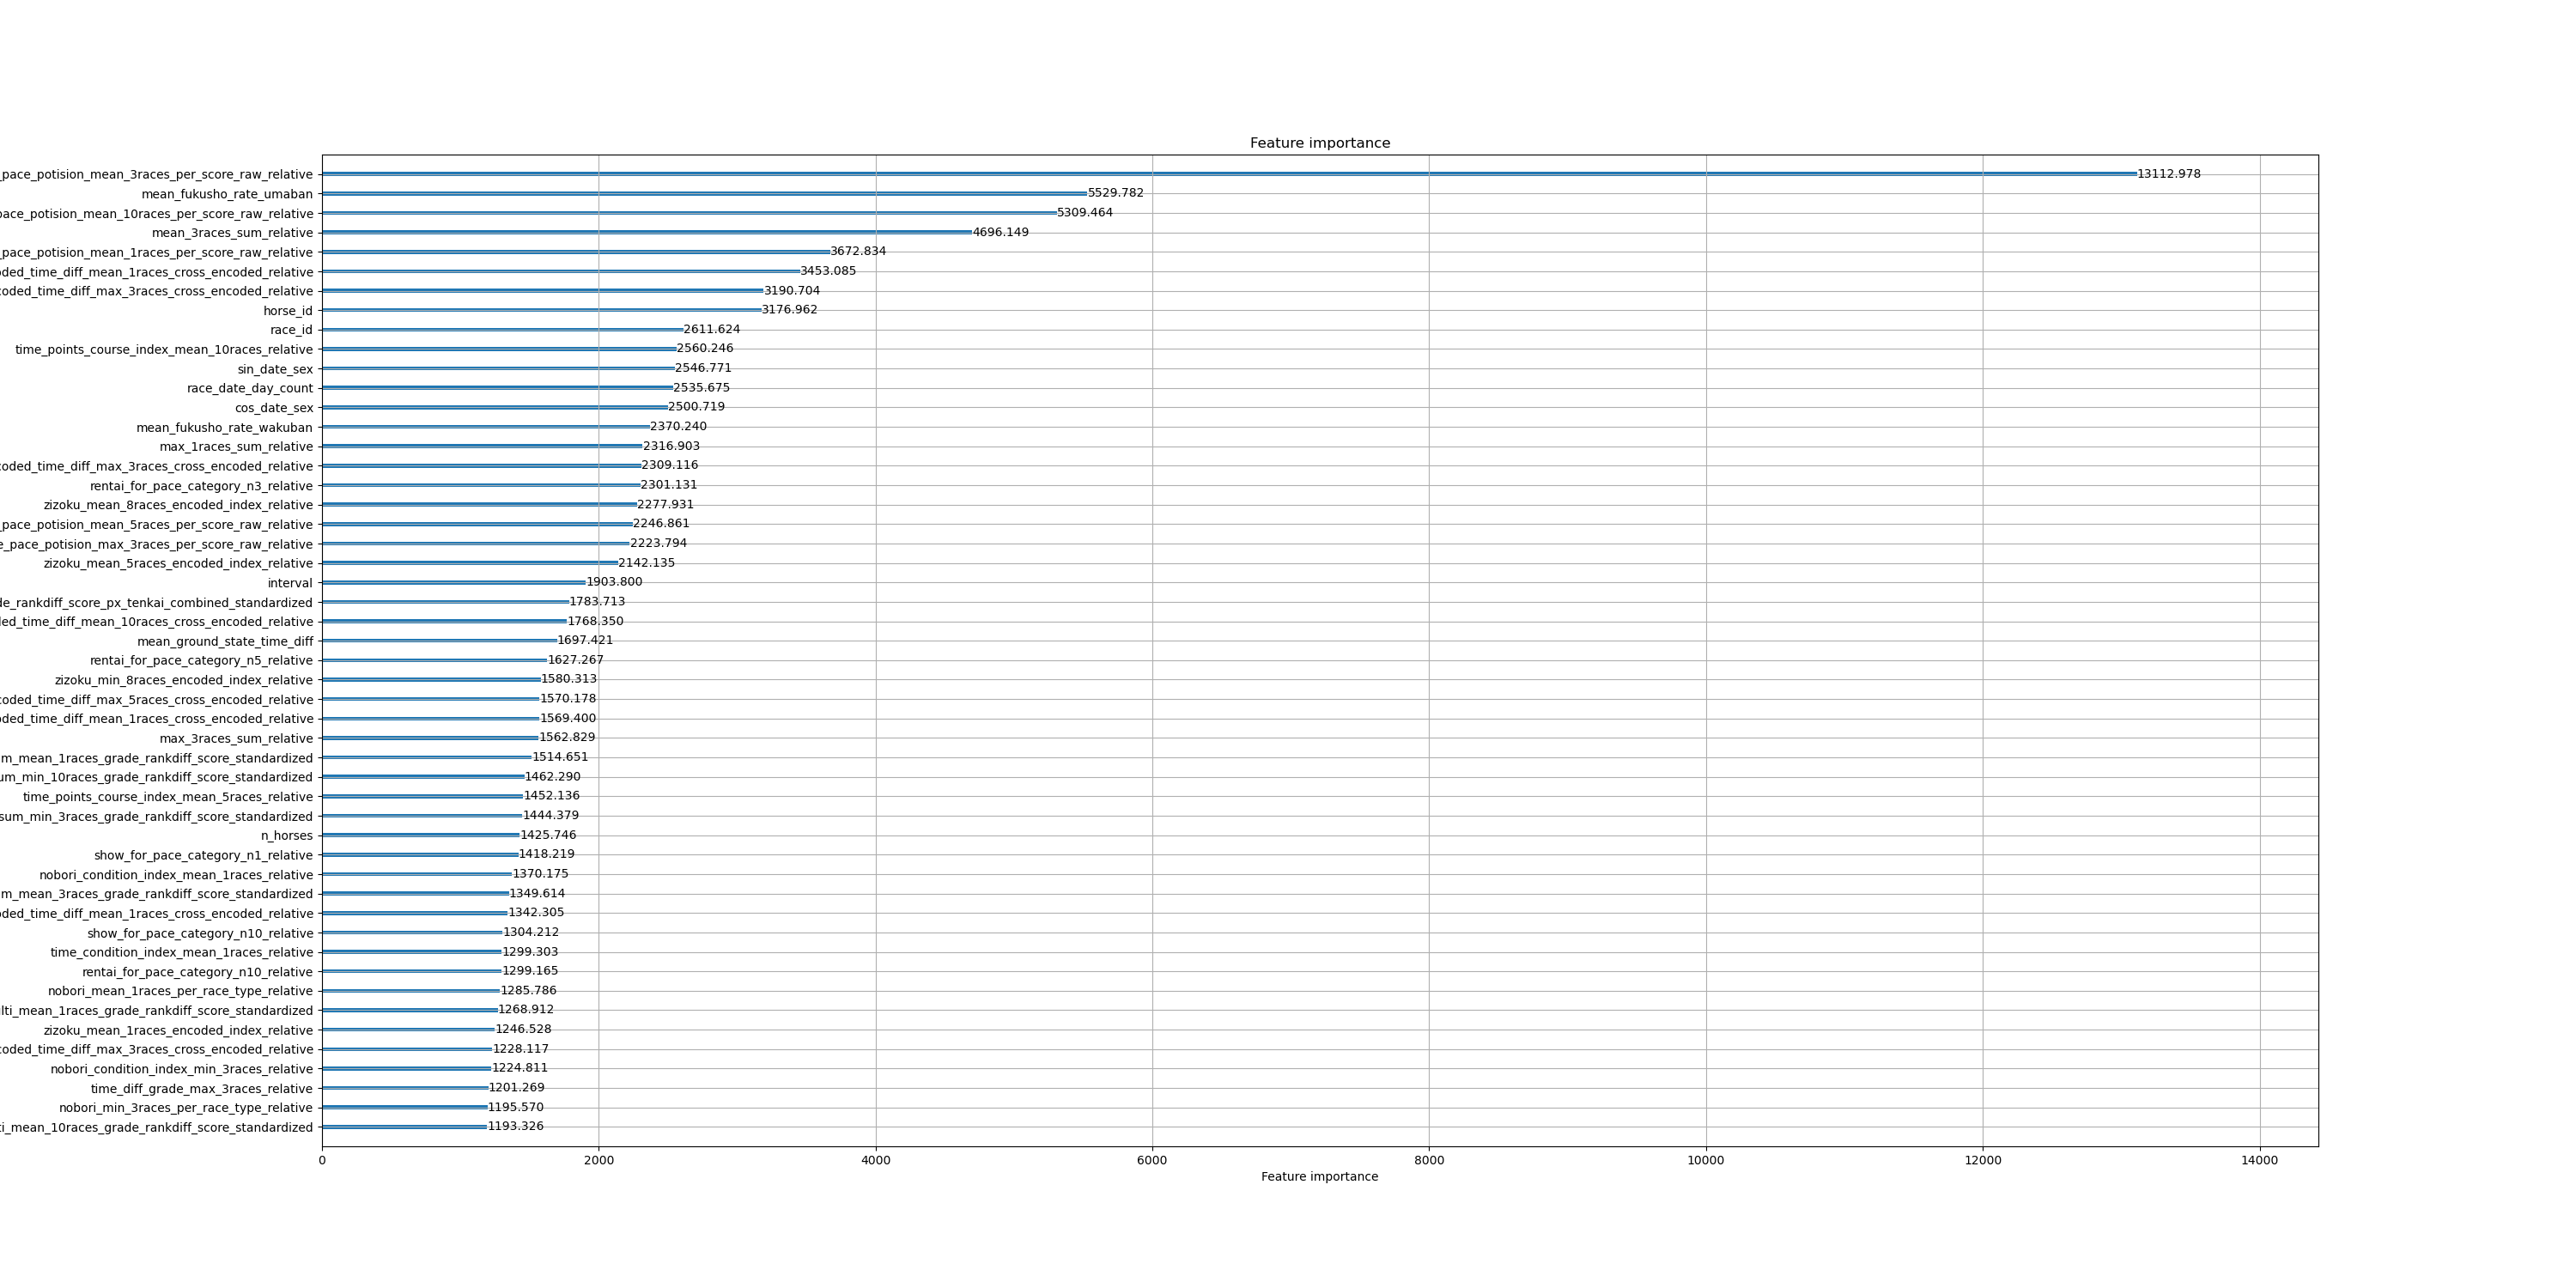 Feature importance
_pace_potision_mean_3races_per_score_raw_relative 13112.978
mean_fukusho_rate_umaban 5529.782
pace_potision_mean_10races_per_score_raw_relative 5309.464
mean_3races_sum_relative 4696.149
_pace_potision_mean_1races_per_score_raw_relative 3672.834
oded_time_diff_mean_1races_cross_encoded_relative 3453.085
coded_time_diff_max_3races_cross_encoded_relative 3190.704
horse_id 3176.962
race_id 2611.624
time_points_course_index_mean_10races_relative 2560.246
sin_date_sex 2546.771
race_date_day_count 2535.675
cos_date_sex 2500.719
mean_fukusho_rate_wakuban 2370.240
max_1races_sum_relative 2316.903
coded_time_diff_max_3races_cross_encoded_relative 2309.116
rentai_for_pace_category_n3_relative 2301.131
zizoku_mean_8races_encoded_index_relative 2277.931
_pace_potision_mean_5races_per_score_raw_relative 2246.861
e_pace_potision_max_3races_per_score_raw_relative 2223.794
zizoku_mean_5races_encoded_index_relative 2142.135
interval 1903.800
de_rankdiff_score_px_tenkai_combined_standardized 1783.713
ded_time_diff_mean_10races_cross_encoded_relative 1768.350
mean_ground_state_time_diff 1697.421
rentai_for_pace_category_n5_relative 1627.267
zizoku_min_8races_encoded_index_relative 1580.313
coded_time_diff_max_5races_cross_encoded_relative 1570.178
oded_time_diff_mean_1races_cross_encoded_relative 1569.400
max_3races_sum_relative 1562.829
m_mean_1races_grade_rankdiff_score_standardized 1514.651
um_min_10races_grade_rankdiff_score_standardized 1462.290
time_points_course_index_mean_5races_relative 1452.136
sum_min_3races_grade_rankdiff_score_standardized 1444.379
n_horses 1425.746
show_for_pace_category_n1_relative 1418.219
nobori_condition_index_mean_1races_relative 1370.175
m_mean_3races_grade_rankdiff_score_standardized 1349.614
oded_time_diff_mean_1races_cross_encoded_relative 1342.305
show_for_pace_category_n10_relative 1304.212
time_condition_index_mean_1races_relative 1299.303
rentai_for_pace_category_n10_relative 1299.165
nobori_mean_1races_per_race_type_relative 1285.786
lti_mean_1races_grade_rankdiff_score_standardized 1268.912
zizoku_mean_1races_encoded_index_relative 1246.528
coded_time_diff_max_3races_cross_encoded_relative 1228.117
nobori_condition_index_min_3races_relative 1224.811
time_diff_grade_max_3races_relative 1201.269
nobori_min_3races_per_race_type_relative 1195.570
ti_mean_10races_grade_rankdiff_score_standardized 1193.326
0 2000 4000 6000 8000 10000 12000 14000
Feature importance